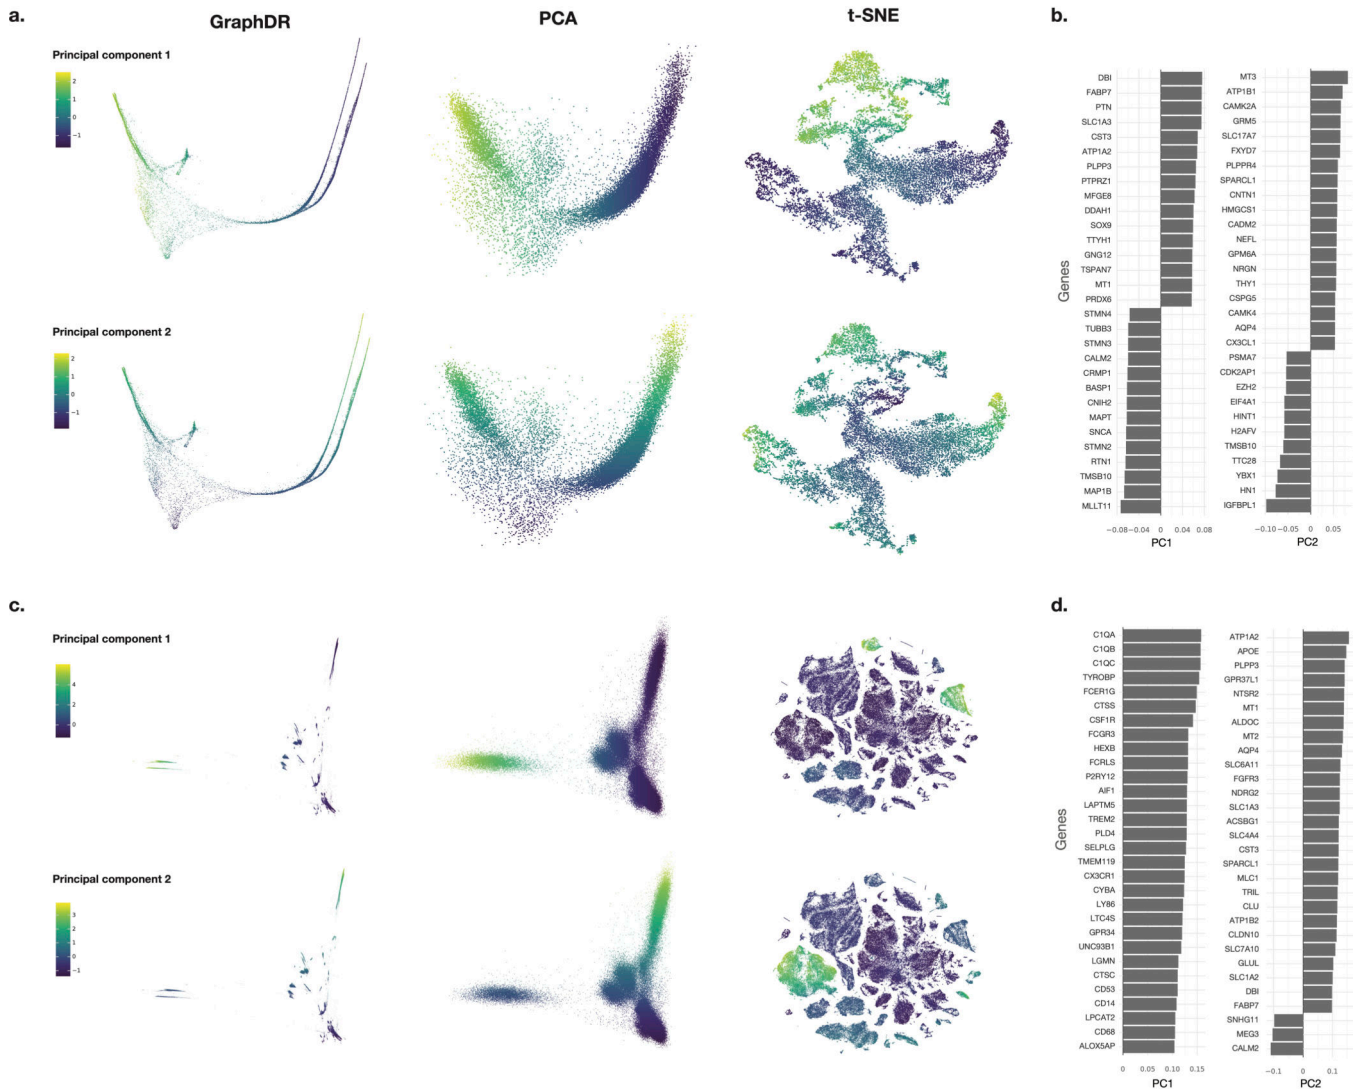 a.
GraphDR
PCA
t-SNE
b.
Principal component 1
2
1
0
−1
Principal component 2
2
1
0
−1
Genes
DBI
FABP7
PTN
SLC1A3
CST3
ATP1A2
PLPP3
PTPRZ1
MFGE8
DDAH1
SOX9
TTYH1
GNG12
TSPAN7
MT1
PRDX6
STMN4
TUBB3
STMN3
CALM2
CRMP1
BASP1
CNIH2
MAPT
SNCA
STMN2
RTN1
TMSB10
MAP1B
MLLT11
−0.08 −0.04 0 0.04 0.08
PC1
MT3
ATP1B1
CAMK2A
GRM5
SLC17A7
FXYD7
PLPPR4
SPARCL1
CNTN1
HMGCS1
CADM2
NEFL
GPM6A
NRGN
THY1
CSPG5
CAMK4
AQP4
CX3CL1
PSMA7
CDK2AP1
EZH2
EIF4A1
HINT1
H2AFV
TMSB10
TTC28
YBX1
HN1
IGFBPL1
−0.10 −0.05 0 0.05
PC2
c.
Principal component 1
4
2
0
Principal component 2
3
2
1
0
−1
d.
Genes
C1QA
C1QB
C1QC
TYROBP
FCER1G
CTSS
CSF1R
FCGR3
HEXB
FCRLS
P2RY12
AIF1
LAPTM5
TREM2
PLD4
SELPLG
TMEM119
CX3CR1
CYBA
LY86
LTC4S
GPR34
UNC93B1
LGMN
CTSC
CD53
CD14
LPCAT2
CD68
ALOX5AP
0 0.05 0.10 0.15
PC1
ATP1A2
APOE
PLPP3
GPR37L1
NTSR2
MT1
ALDOC
MT2
AQP4
SLC6A11
FGFR3
NDRG2
SLC1A3
ACSBG1
SLC4A4
CST3
SPARCL1
MLC1
TRIL
CLU
ATP1B2
CLDN10
SLC7A10
GLUL
SLC1A2
DBI
FABP7
SNHG11
MEG3
CALM2
−0.1 0 0.1
PC2